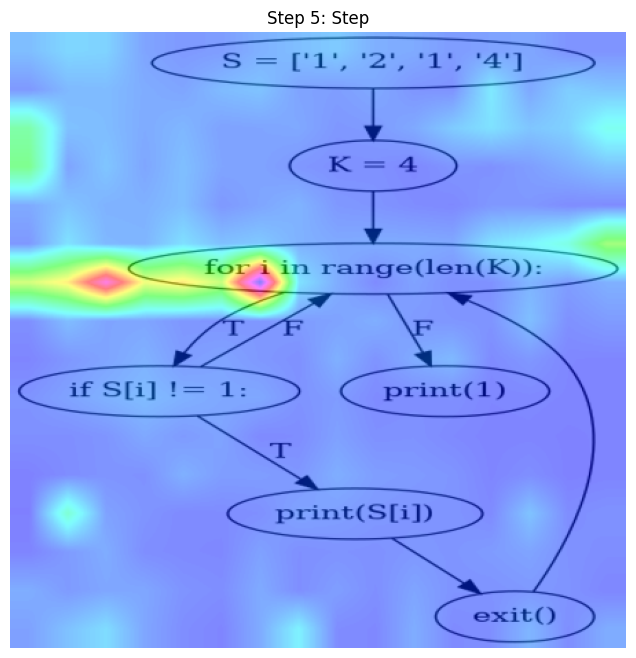 Step 5: Step
S = ['1', '2', '1', '4']
K = 4
for i in range(len(K)):
T
F
F
if S[i] != 1:
print(1)
T
print(S[i])
exit()